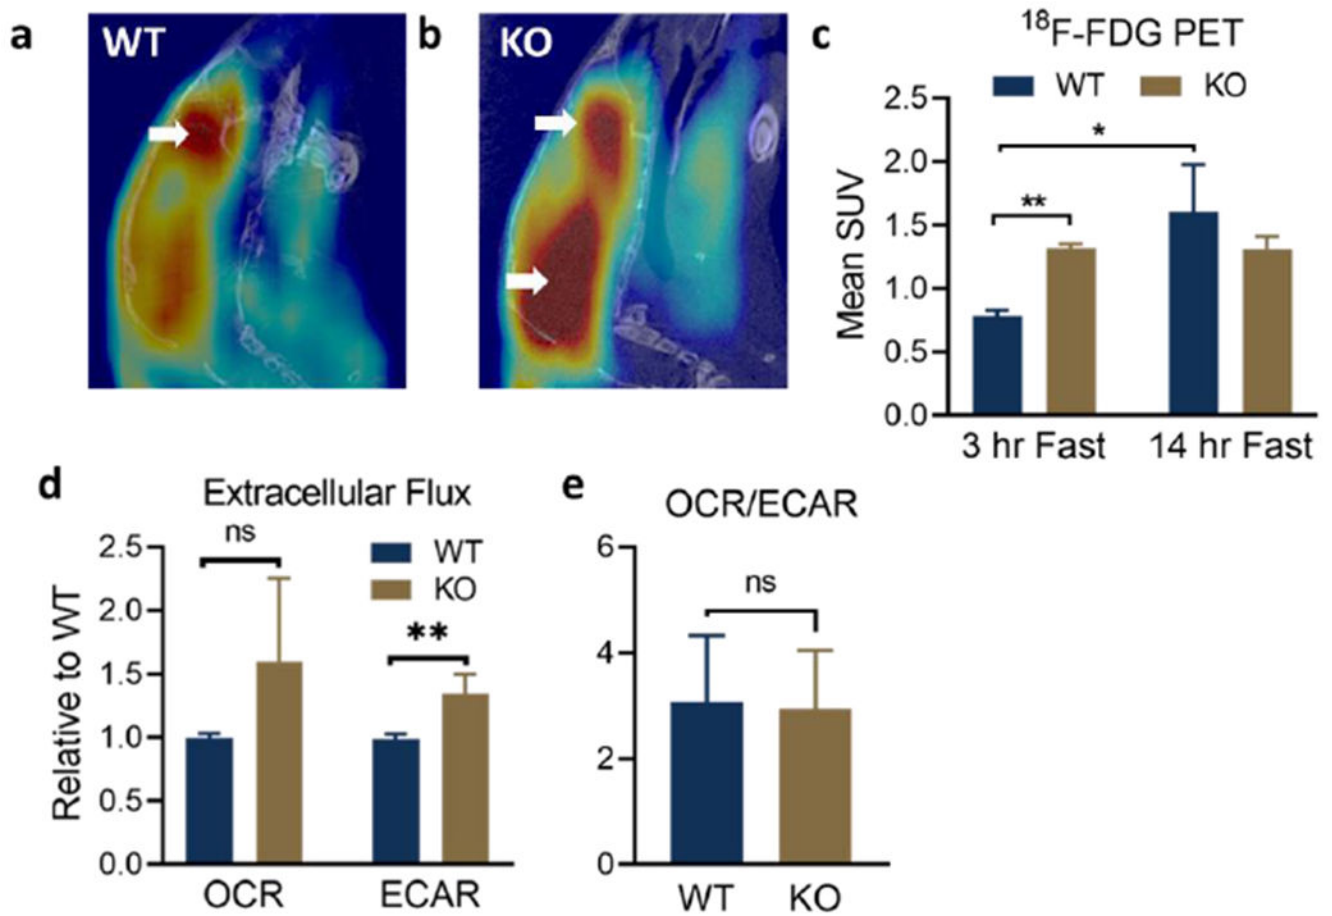 a
WT
b
KO
c
¹⁸F-FDG PET
WT
KO
2.5
2.0
1.5
1.0
0.5
0.0
Mean SUV
*
**
3 hr Fast
14 hr Fast
d
Extracellular Flux
ns
WT
KO
**
2.5
2.0
1.5
1.0
0.5
0.0
Relative to WT
OCR
ECAR
e
OCR/ECAR
ns
6
4
2
0
WT
KO